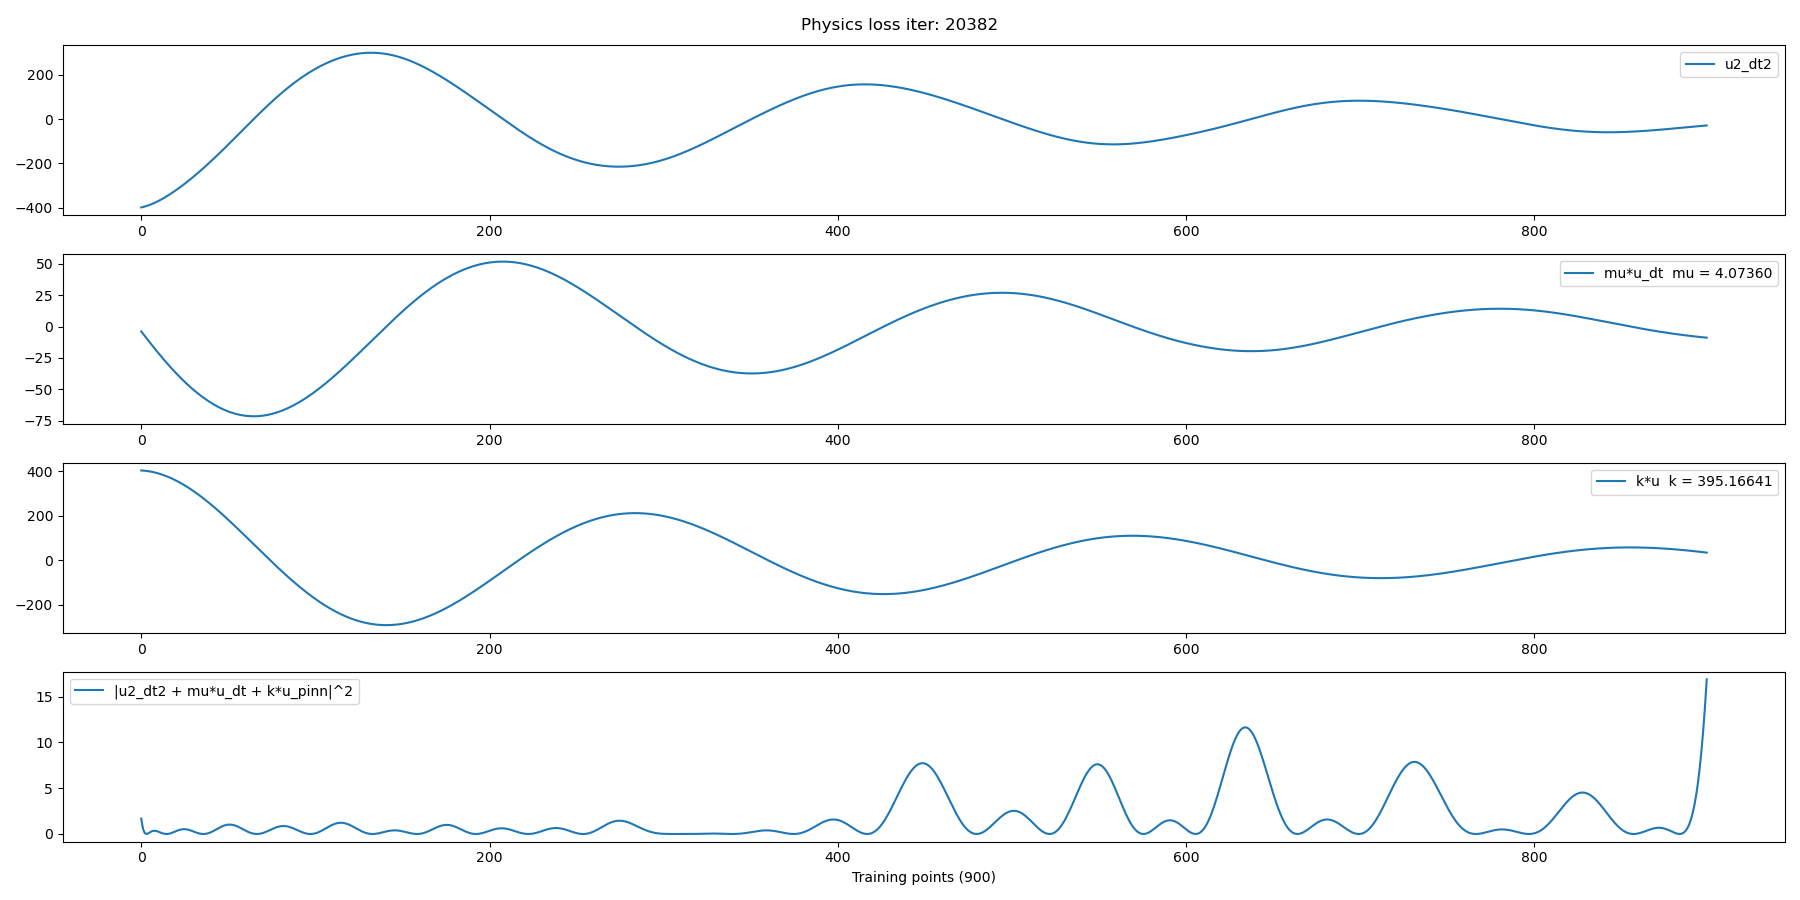 Physics loss iter: 20382
u2_dt2
200
0
−200
−400
0 200 400 600 800
mu*u_dt  mu = 4.07360
50
25
0
−25
−50
−75
0 200 400 600 800
k*u  k = 395.16641
400
200
0
−200
0 200 400 600 800
|u2_dt2 + mu*u_dt + k*u_pinn|^2
15
10
5
0
0 200 400 600 800
Training points (900)